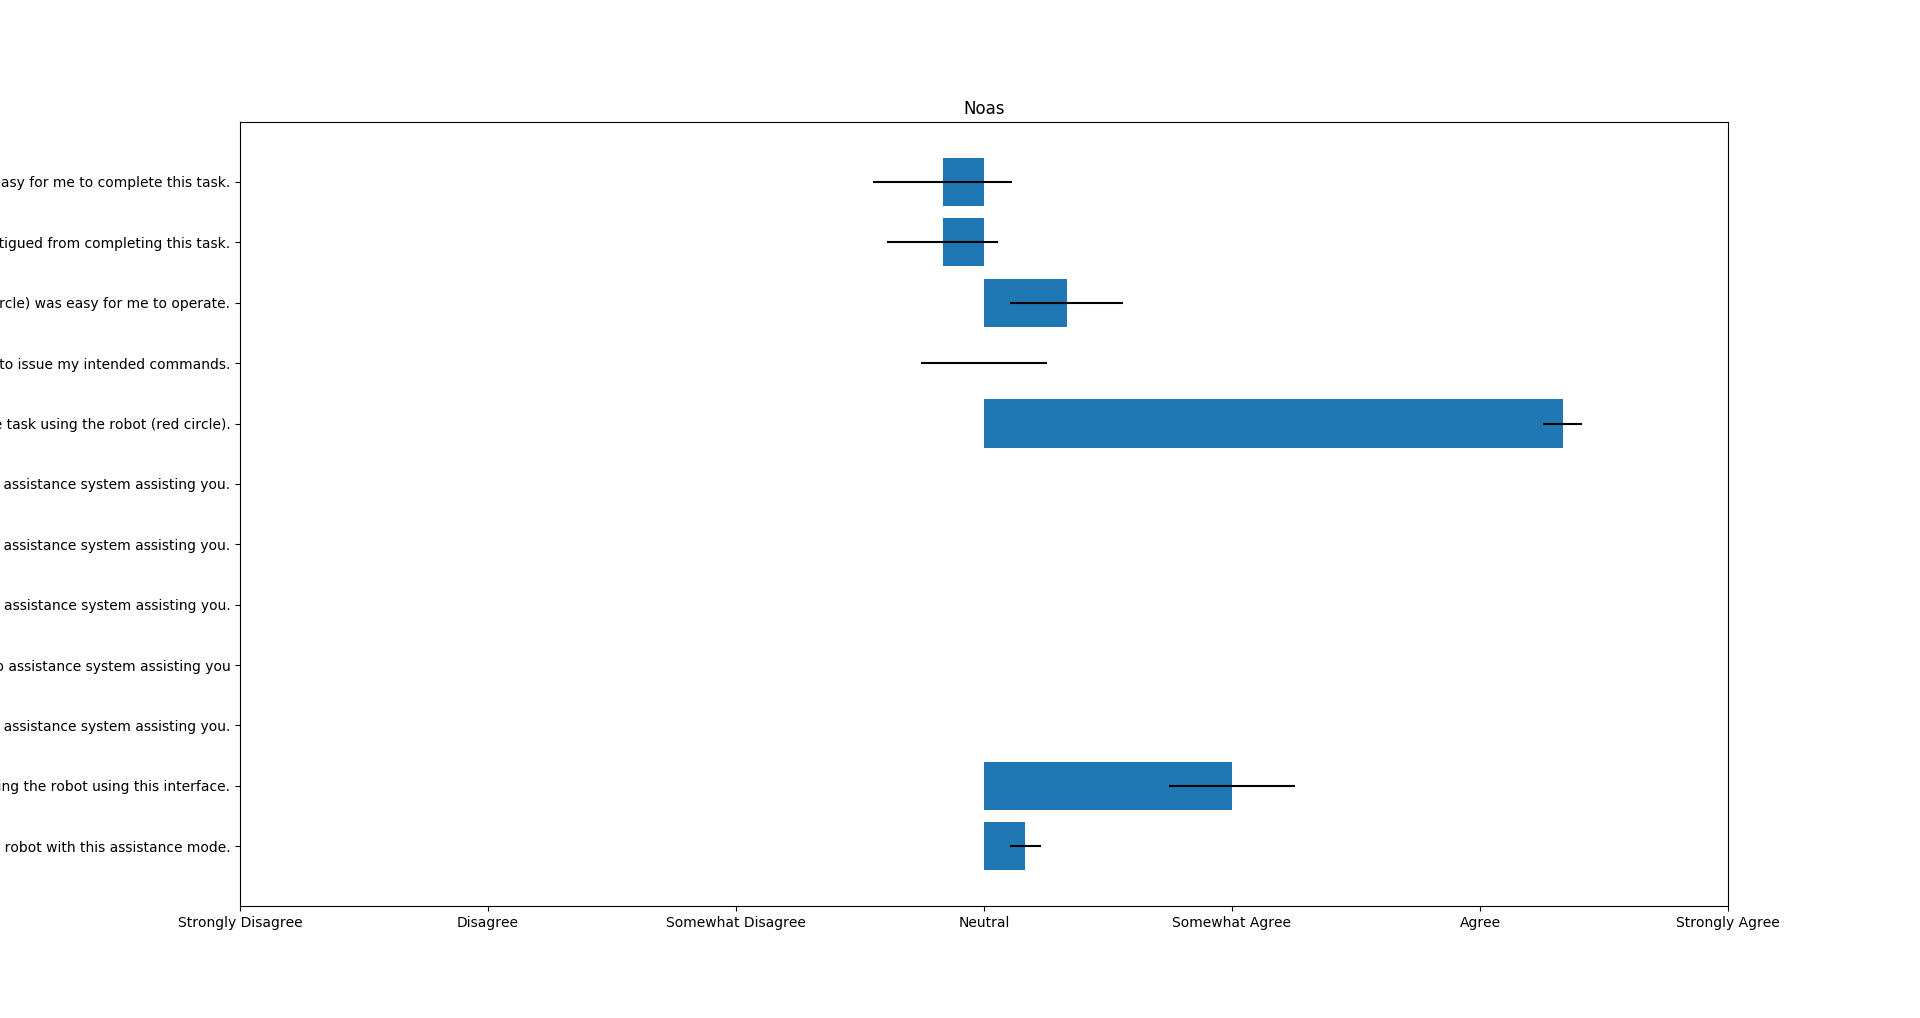 Noas
asy for me to complete this task.
tigued from completing this task.
rcle) was easy for me to operate.
to issue my intended commands.
task using the robot (red circle).
assistance system assisting you.
assistance system assisting you.
assistance system assisting you.
assistance system assisting you
assistance system assisting you.
ing the robot using this interface.
robot with this assistance mode.
Strongly Disagree Disagree Somewhat Disagree Neutral Somewhat Agree Agree Strongly Agree